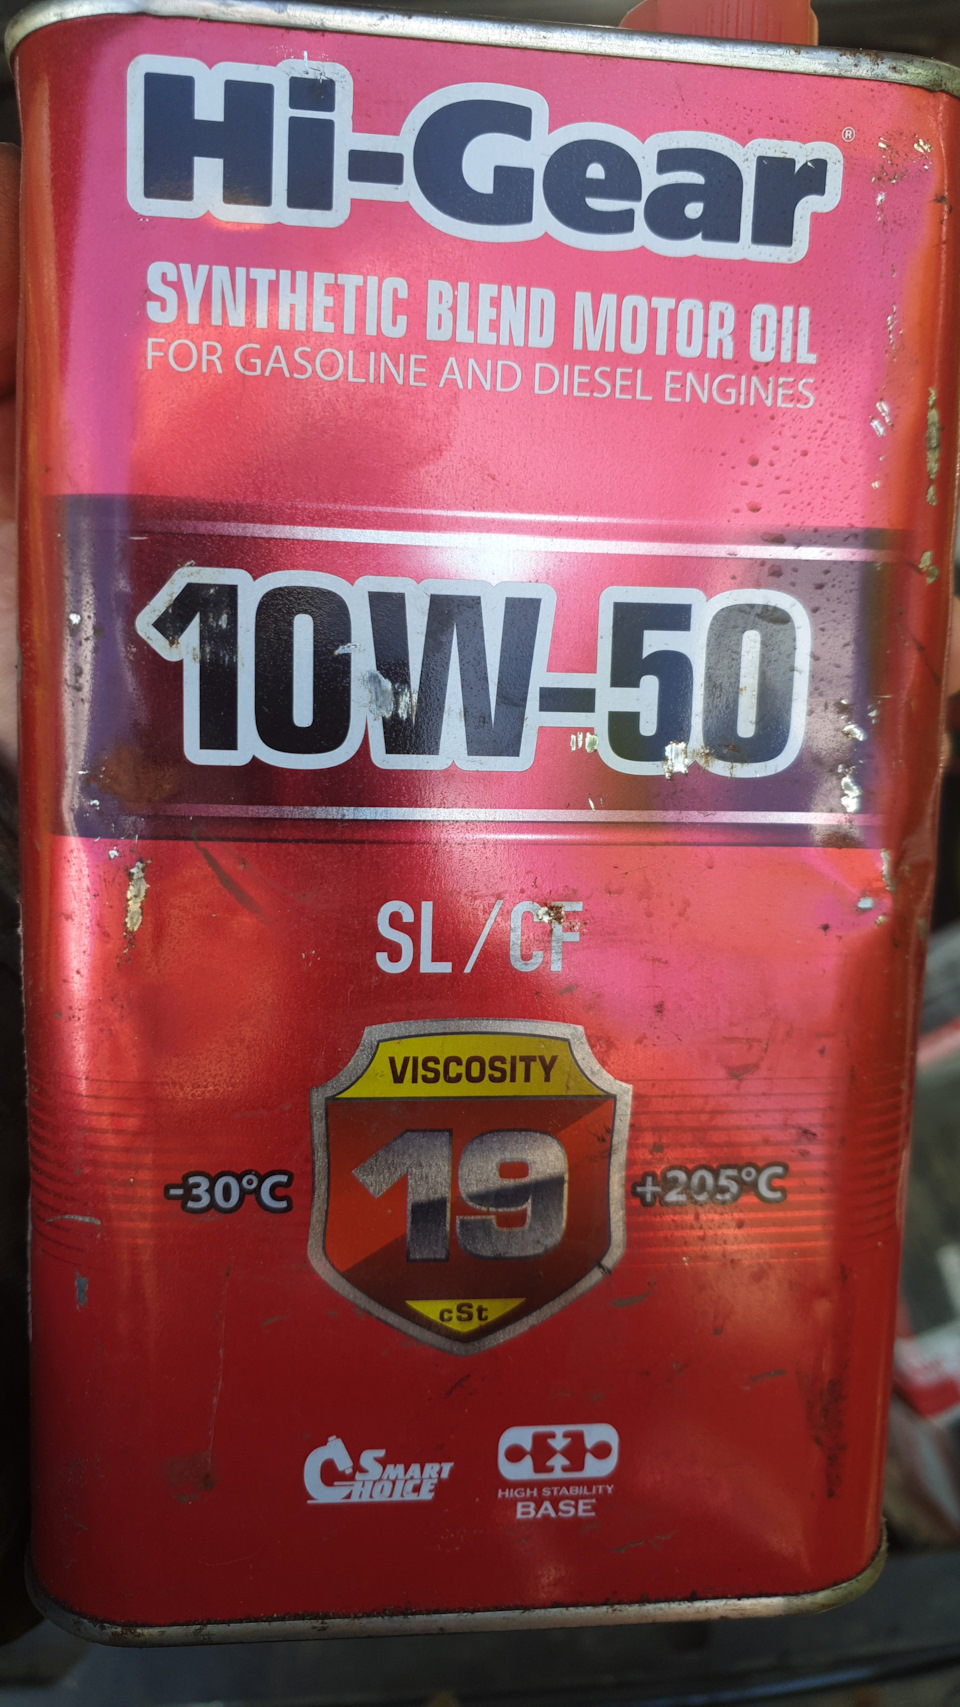 Hi-Gear®
SYNTHETIC BLEND MOTOR OIL
FOR GASOLINE AND DIESEL ENGINES
10W-50
SL/CF
VISCOSITY
19
-30°C
+205°C
cSt
SMART
CHOICE
HIGH STABILITY
BASE